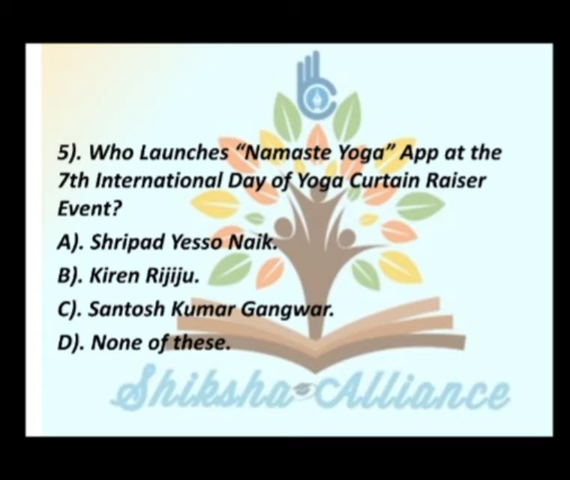 5). Who Launches “Namaste Yoga” App at the
7th International Day of Yoga Curtain Raiser
Event?
A). Shripad Yesso Naik.
B). Kiren Rijiju.
C). Santosh Kumar Gangwar.
D). None of these.
Shiksha Alliance